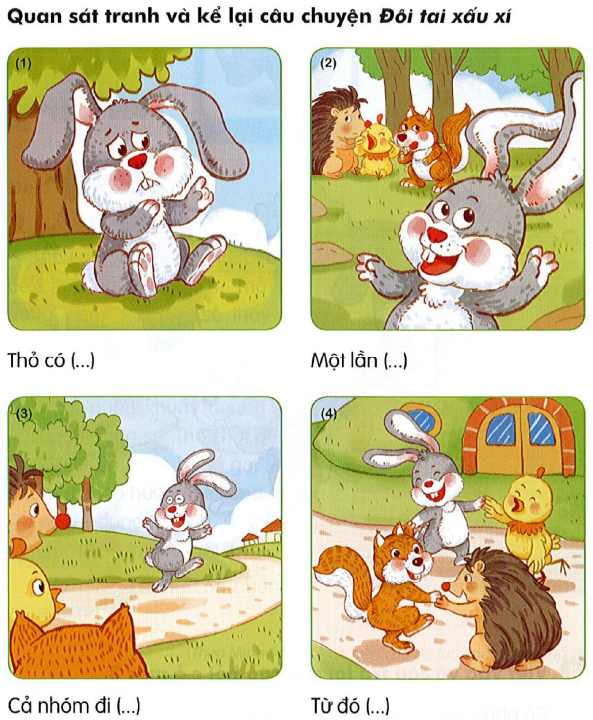 Quan sát tranh và kể lại câu chuyện Đôi tai xấu xí
(1)
(2)
Thỏ có (...)
Một lần (...)
(3)
(4)
Cả nhóm đi (...)
Từ đó (...)